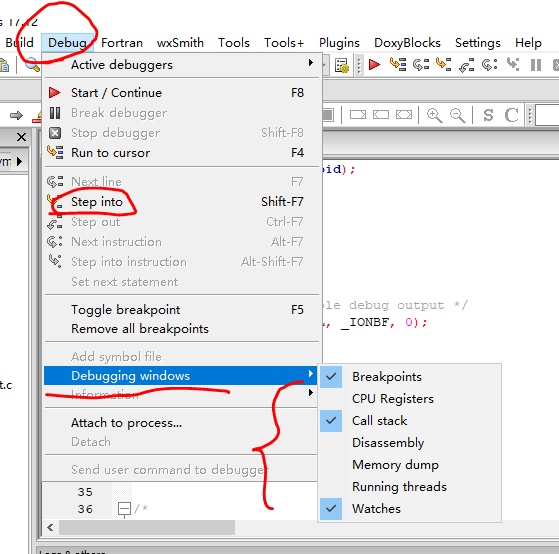 s 17.12
Build Debug Fortran wxSmith Tools Tools+ Plugins DoxyBlocks Settings Help
Active debuggers
Start / Continue F8
Break debugger
Stop debugger Shift-F8
Run to cursor F4
Next line F7
Step into Shift-F7
Step out Ctrl-F7
Next instruction Alt-F7
Step into instruction Alt-Shift-F7
Set next statement
Toggle breakpoint F5
Remove all breakpoints
Add symbol file
Debugging windows
Information
Attach to process...
Detach
Send user command to debugger
Breakpoints
CPU Registers
Call stack
Disassembly
Memory dump
Running threads
Watches
S C
ym
oid);
le debug output */
, _IONBF, 0);
t.c
35
36 /*